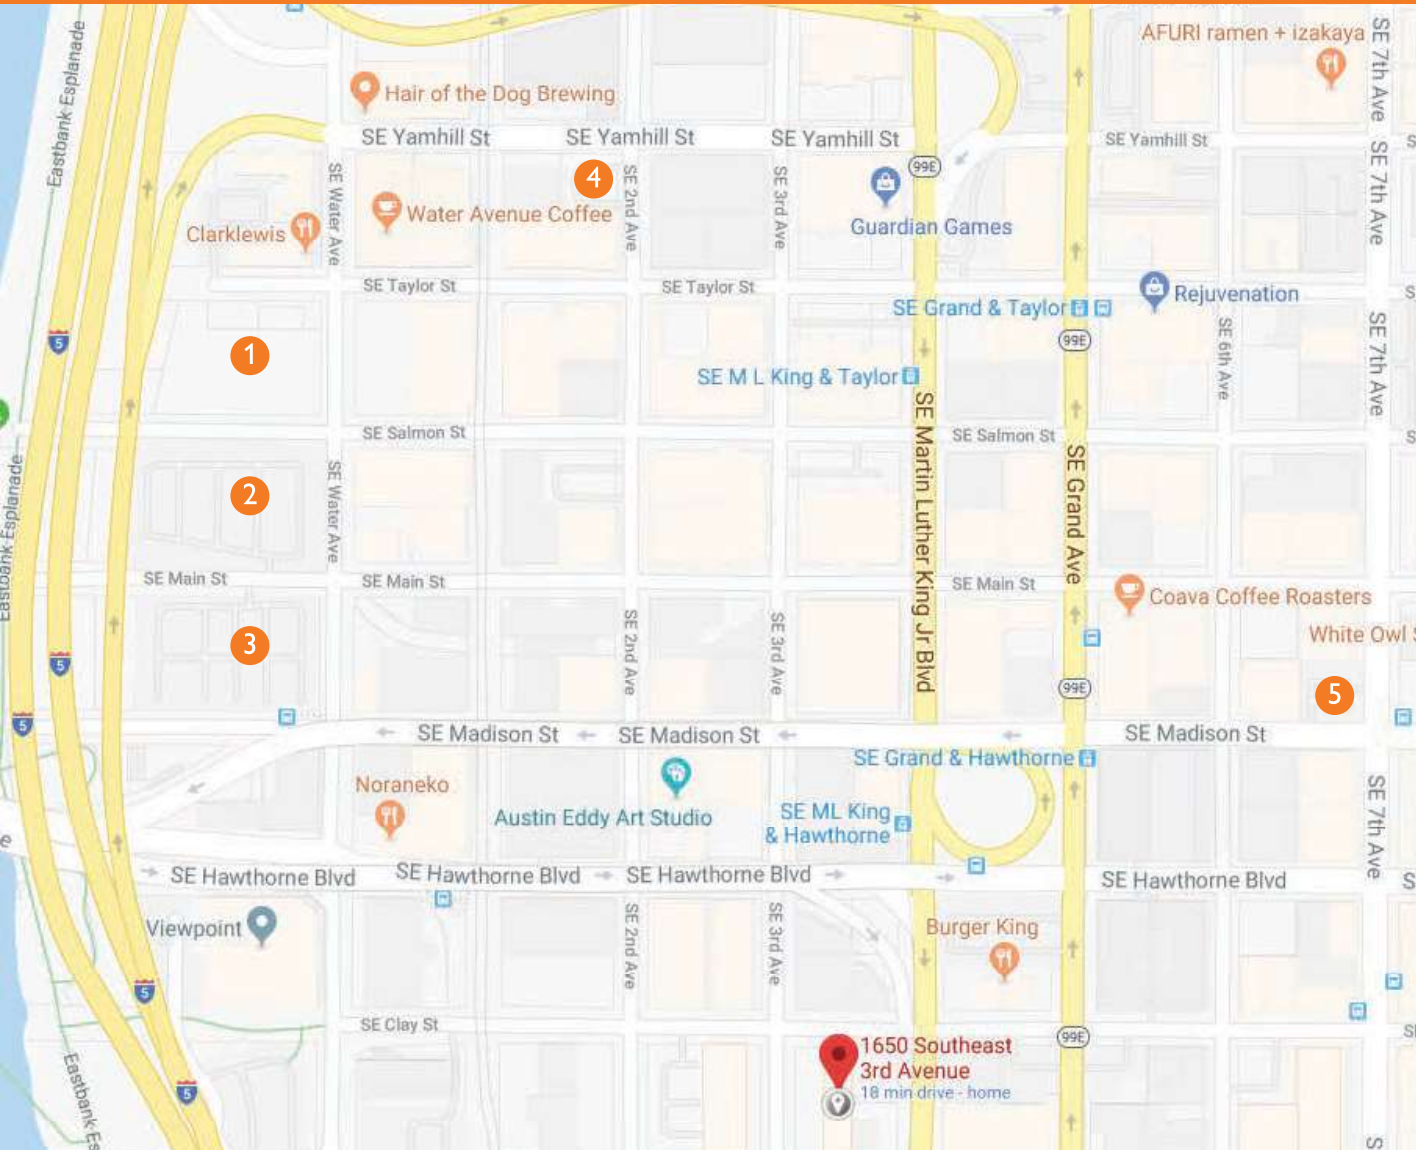 Eastbank Esplanade
AFURI ramen + izakaya
SE 7th Ave
Hair of the Dog Brewing
SE Yamhill St
SE Yamhill St
SE Yamhill St
SE Yamhill St
SE 7th Ave
99E
4
SE Water Ave
SE 2nd Ave
SE 3rd Ave
Water Avenue Coffee
Clarklewis
Guardian Games
SE Taylor St
SE Taylor St
Rejuvenation
SE Grand & Taylor
5
1
99E
SE 6th Ave
SE 7th Ave
SE M L King & Taylor
SE Salmon St
SE Salmon St
SE Martin Luther King Jr Blvd
SE Grand Ave
Eastbank Esplanade
2
SE Water Ave
SE Main St
SE Main St
SE Main St
Coava Coffee Roasters
White Owl S
3
SE 2nd Ave
SE 3rd Ave
5
99E
5
5
SE Madison St
SE Madison St
SE Madison St
SE Grand & Hawthorne
Noraneko
Austin Eddy Art Studio
SE ML King
& Hawthorne
SE 7th Ave
e
SE Hawthorne Blvd
SE Hawthorne Blvd
SE Hawthorne Blvd
SE Hawthorne Blvd
S
Viewpoint
SE 2nd Ave
SE 3rd Ave
Burger King
5
SE Clay St
99E
1650 Southeast
3rd Avenue
18 min drive - home
Eastbank Es
5